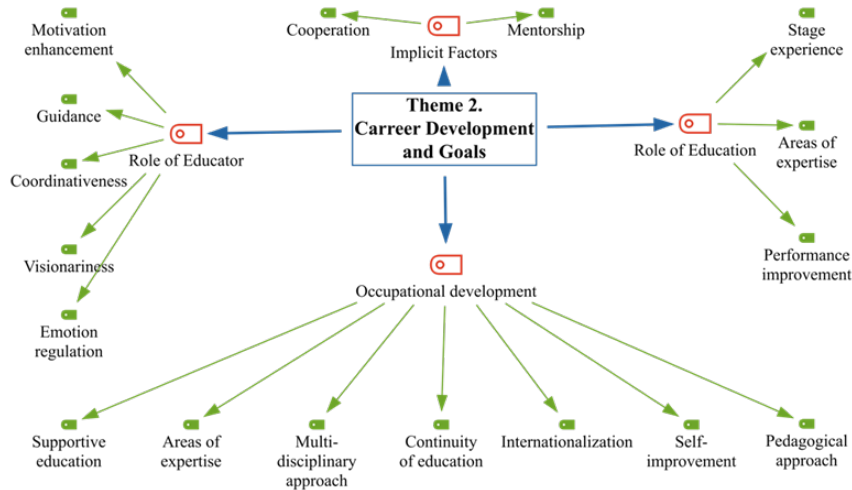 Motivation
enhancement
Cooperation
Implicit Factors
Mentorship
Stage
experience
Guidance
Theme 2.
Carreer Development
and Goals
Role of Educator
Role of Education
Areas of
expertise
Coordinativeness
Visionariness
Performance
improvement
Occupational development
Emotion
regulation
Supportive
education
Areas of
expertise
Multi-
disciplinary
approach
Continuity
of education
Internationalization
Self-
improvement
Pedagogical
approach